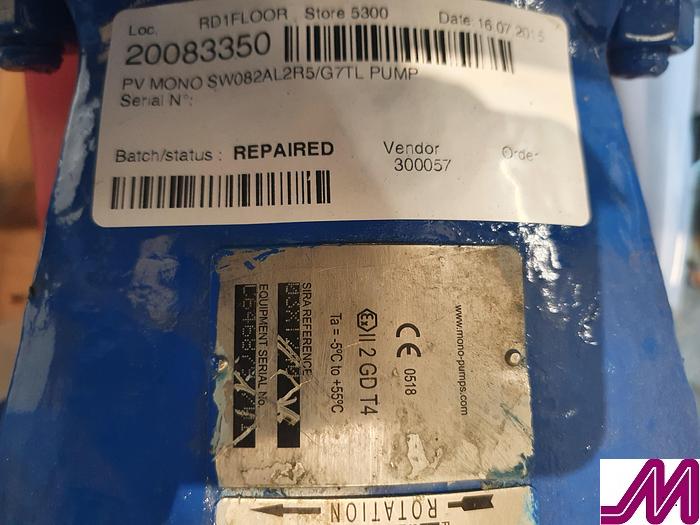 Loc. RD1FLOOR Store 5300 Date: 16 07 2015
20083350
PV MONO SW082AL2R5/G7TL PUMP
Serial N°:
Batch/status : REPAIRED Vendor Order
300057
www.mono-pumps.com
CE 0518
Ex II 2 GD T4
Ta = -5°C to +55°C
SIRA REFERENCE
EQUIPMENT SERIAL No.
ROTATION
M